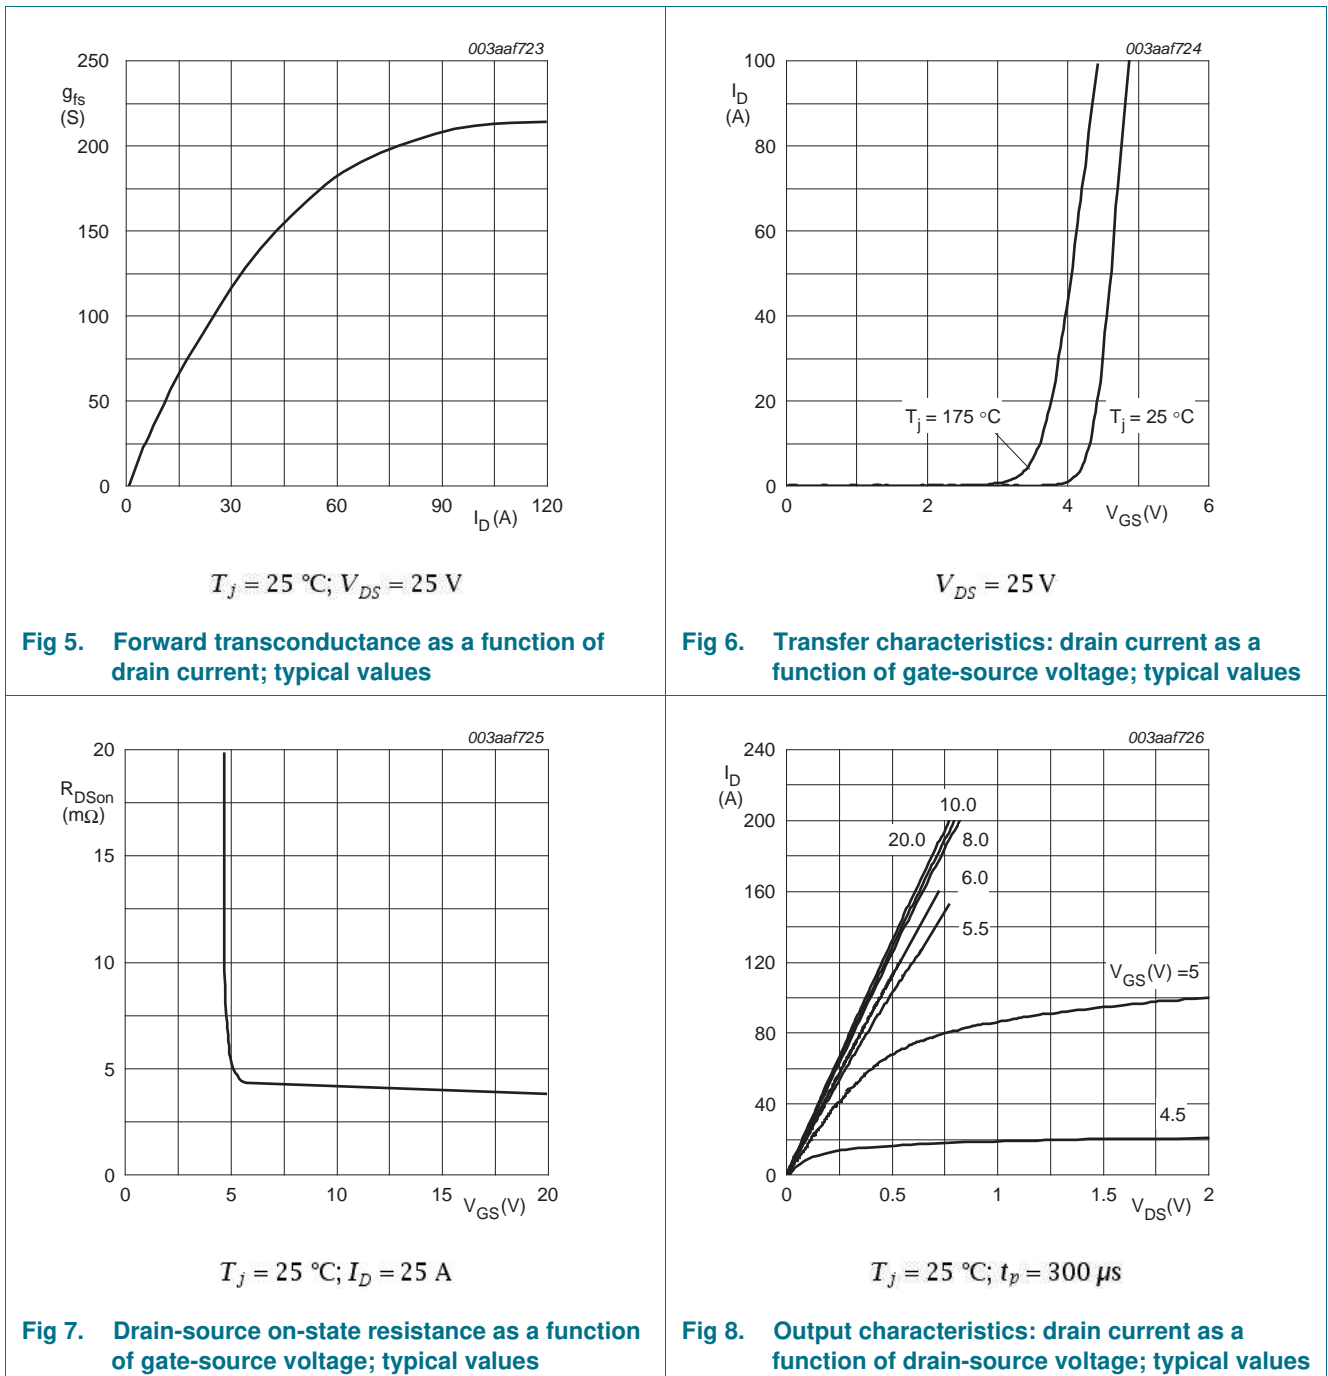 003aaf723
250
gfs
(S)
200
150
100
50
0
0 30 60 90 120
ID (A)
Tj = 25 °C; VDS = 25 V
Fig 5. Forward transconductance as a function of
drain current; typical values
003aaf724
100
ID
(A)
80
60
40
20
0
Tj = 175 °C
Tj = 25 °C
0 2 4 6
VGS (V)
VDS = 25 V
Fig 6. Transfer characteristics: drain current as a
function of gate-source voltage; typical values
003aaf725
20
RDSon
(mΩ)
15
10
5
0
0 5 10 15 20
VGS (V)
Tj = 25 °C; ID = 25 A
Fig 7. Drain-source on-state resistance as a function
of gate-source voltage; typical values
003aaf726
240
ID
(A)
200
160
120
80
40
0
10.0
20.0
8.0
6.0
5.5
VGS(V) =5
4.5
0 0.5 1 1.5 2
VDS(V)
Tj = 25 °C; tp = 300 μs
Fig 8. Output characteristics: drain current as a
function of drain-source voltage; typical values